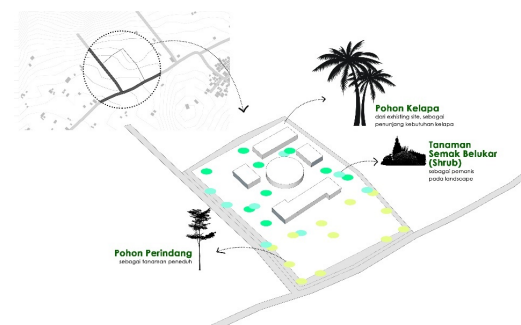 Pohon Kelapa
dari exhisting site, sebagai
penunjang kebutuhan kelapa
Tanaman
Semak Belukar
(Shrub)
sebagai pemanis
pada landscape
Pohon Perindang
sebagai tanaman peneduh